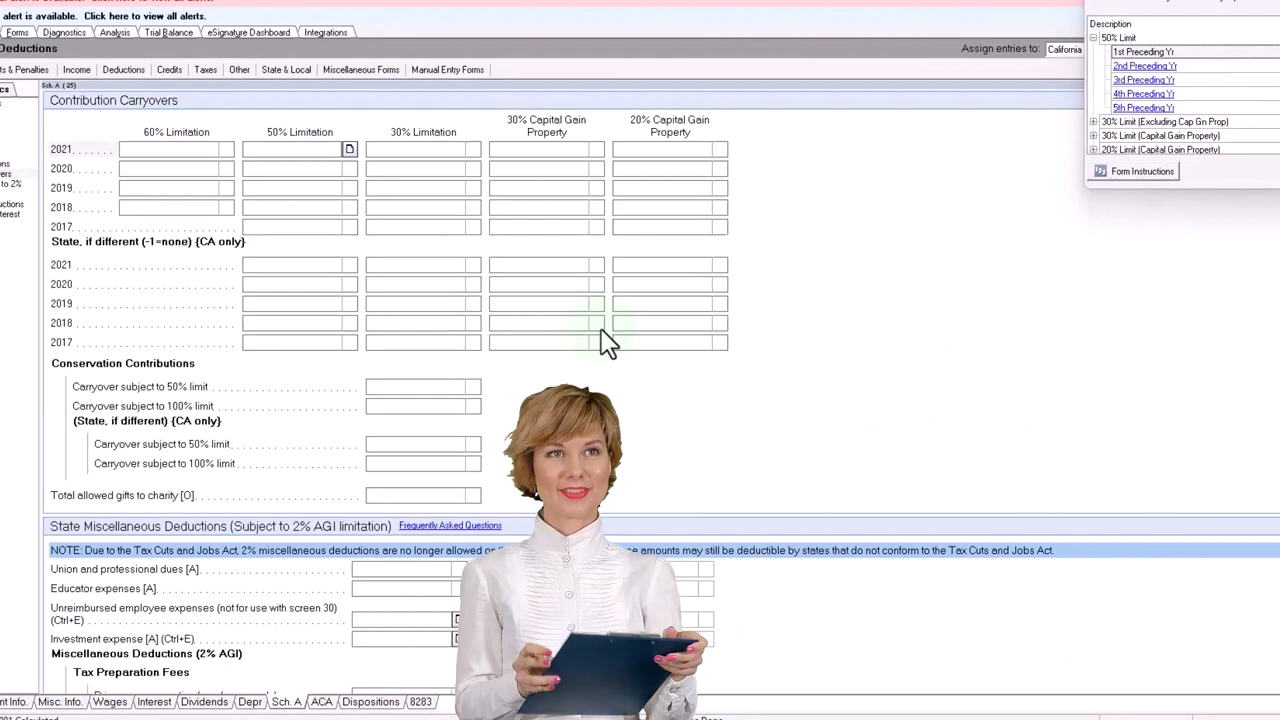 alert is available. Click here to view all alerts.
Forms Diagnostics Analysis Trial Balance eSignature Dashboard Integrations
Deductions Assign entries to: California
s & Penalties Income Deductions Credits Taxes Other State & Local Miscellaneous Forms Manual Entry Forms
Description
50% Limit
1st Preceding Yr
2nd Preceding Yr
3rd Preceding Yr
4th Preceding Yr
5th Preceding Yr
30% Limit (Excluding Cap Gn Prop)
30% Limit (Capital Gain Property)
20% Limit (Capital Gain Property)
Form Instructions
Sch. A (25)
Contribution Carryovers
60% Limitation 50% Limitation 30% Limitation 30% Capital Gain Property 20% Capital Gain Property
2021
2020
2019
2018
2017
State, if different (-1=none) {CA only}
2021
2020
2019
2018
2017
Conservation Contributions
Carryover subject to 50% limit
Carryover subject to 100% limit
(State, if different) {CA only}
Carryover subject to 50% limit
Carryover subject to 100% limit
Total allowed gifts to charity [O]
State Miscellaneous Deductions (Subject to 2% AGI limitation) Frequently Asked Questions
NOTE: Due to the Tax Cuts and Jobs Act, 2% miscellaneous deductions are no longer allowed on amounts may still be deductible by states that do not conform to the Tax Cuts and Jobs Act.
Union and professional dues [A]
Educator expenses [A]
Unreimbursed employee expenses (not for use with screen 30)
(Ctrl+E)
Investment expense [A] (Ctrl+E)
Miscellaneous Deductions (2% AGI)
Tax Preparation Fees
nt Info. Misc. Info. Wages Interest Dividends Depr Sch. A ACA Dispositions 8283